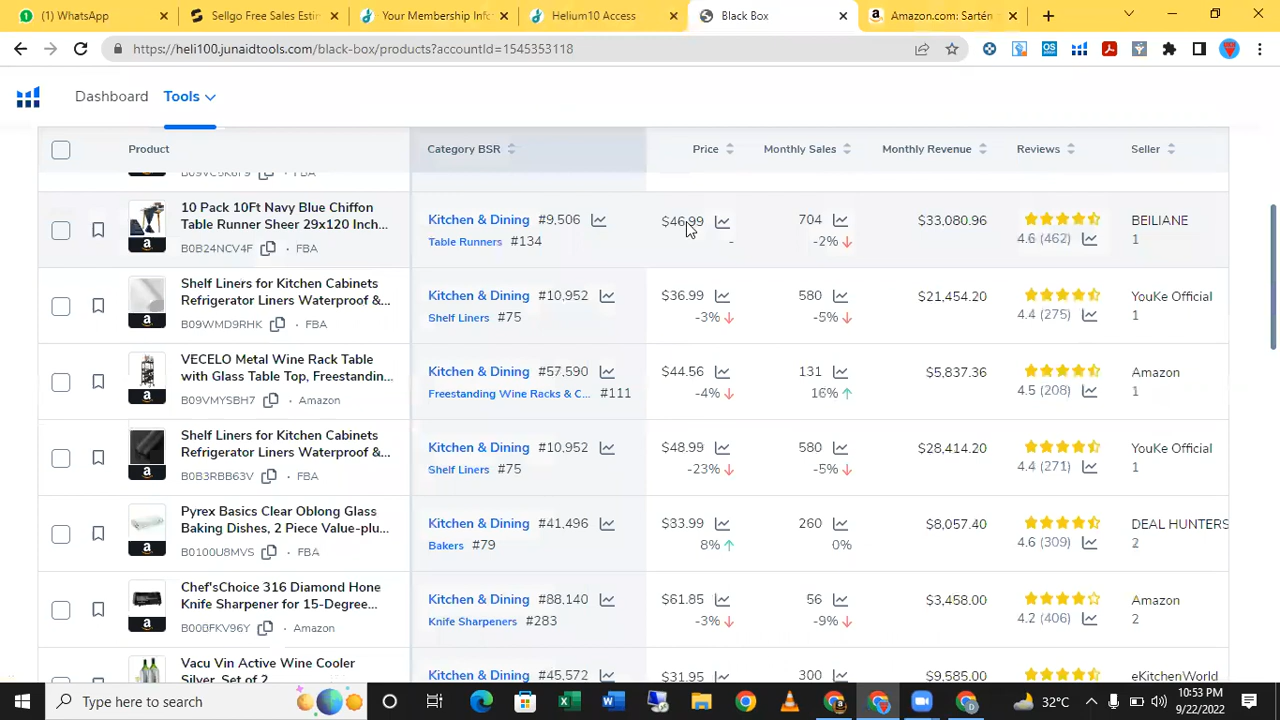 WhatsApp
Sellgo Free Sales Estim
Your Membership Info
Helium10 Access
Black Box
Amazon.com: Sartén
https://heli100.junaidtools.com/black-box/products?accountId=1545353118
Dashboard Tools
Product Category BSR Price Monthly Sales Monthly Revenue Reviews Seller
FBA
10 Pack 10Ft Navy Blue Chiffon
Table Runner Sheer 29x120 Inch...
B0B24NCV4F FBA
Kitchen & Dining #9,506
Table Runners #134
$46.99
-
704
-2%
$33,080.96
4.6 (462)
BEILIANE
1
Shelf Liners for Kitchen Cabinets
Refrigerator Liners Waterproof &...
B09WMD9RHK FBA
Kitchen & Dining #10,952
Shelf Liners #75
$36.99
-3%
580
-5%
$21,454.20
4.4 (275)
YouKe Official
1
VECELO Metal Wine Rack Table
with Glass Table Top, Freestandin...
B09VMYSBH7 Amazon
Kitchen & Dining #57,590
Freestanding Wine Racks & C... #111
$44.56
-4%
131
16%
$5,837.36
4.5 (208)
Amazon
1
Shelf Liners for Kitchen Cabinets
Refrigerator Liners Waterproof &...
B0B3RBB63V FBA
Kitchen & Dining #10,952
Shelf Liners #75
$48.99
-23%
580
-5%
$28,414.20
4.4 (271)
YouKe Official
1
Pyrex Basics Clear Oblong Glass
Baking Dishes, 2 Piece Value-plu...
B0100U8MVS FBA
Kitchen & Dining #41,496
Bakers #79
$33.99
8%
260
0%
$8,057.40
4.6 (309)
DEAL HUNTERS
2
Chef'sChoice 316 Diamond Hone
Knife Sharpener for 15-Degree...
B00BFKV96Y Amazon
Kitchen & Dining #88,140
Knife Sharpeners #283
$61.85
-3%
56
-9%
$3,458.00
4.2 (406)
Amazon
2
Vacu Vin Active Wine Cooler
Silver, Set of 2
Kitchen & Dining #45,572
$31.95
300
$9,585.00
eKitchenWorld
Type here to search
32°C
10:53 PM
9/22/2022